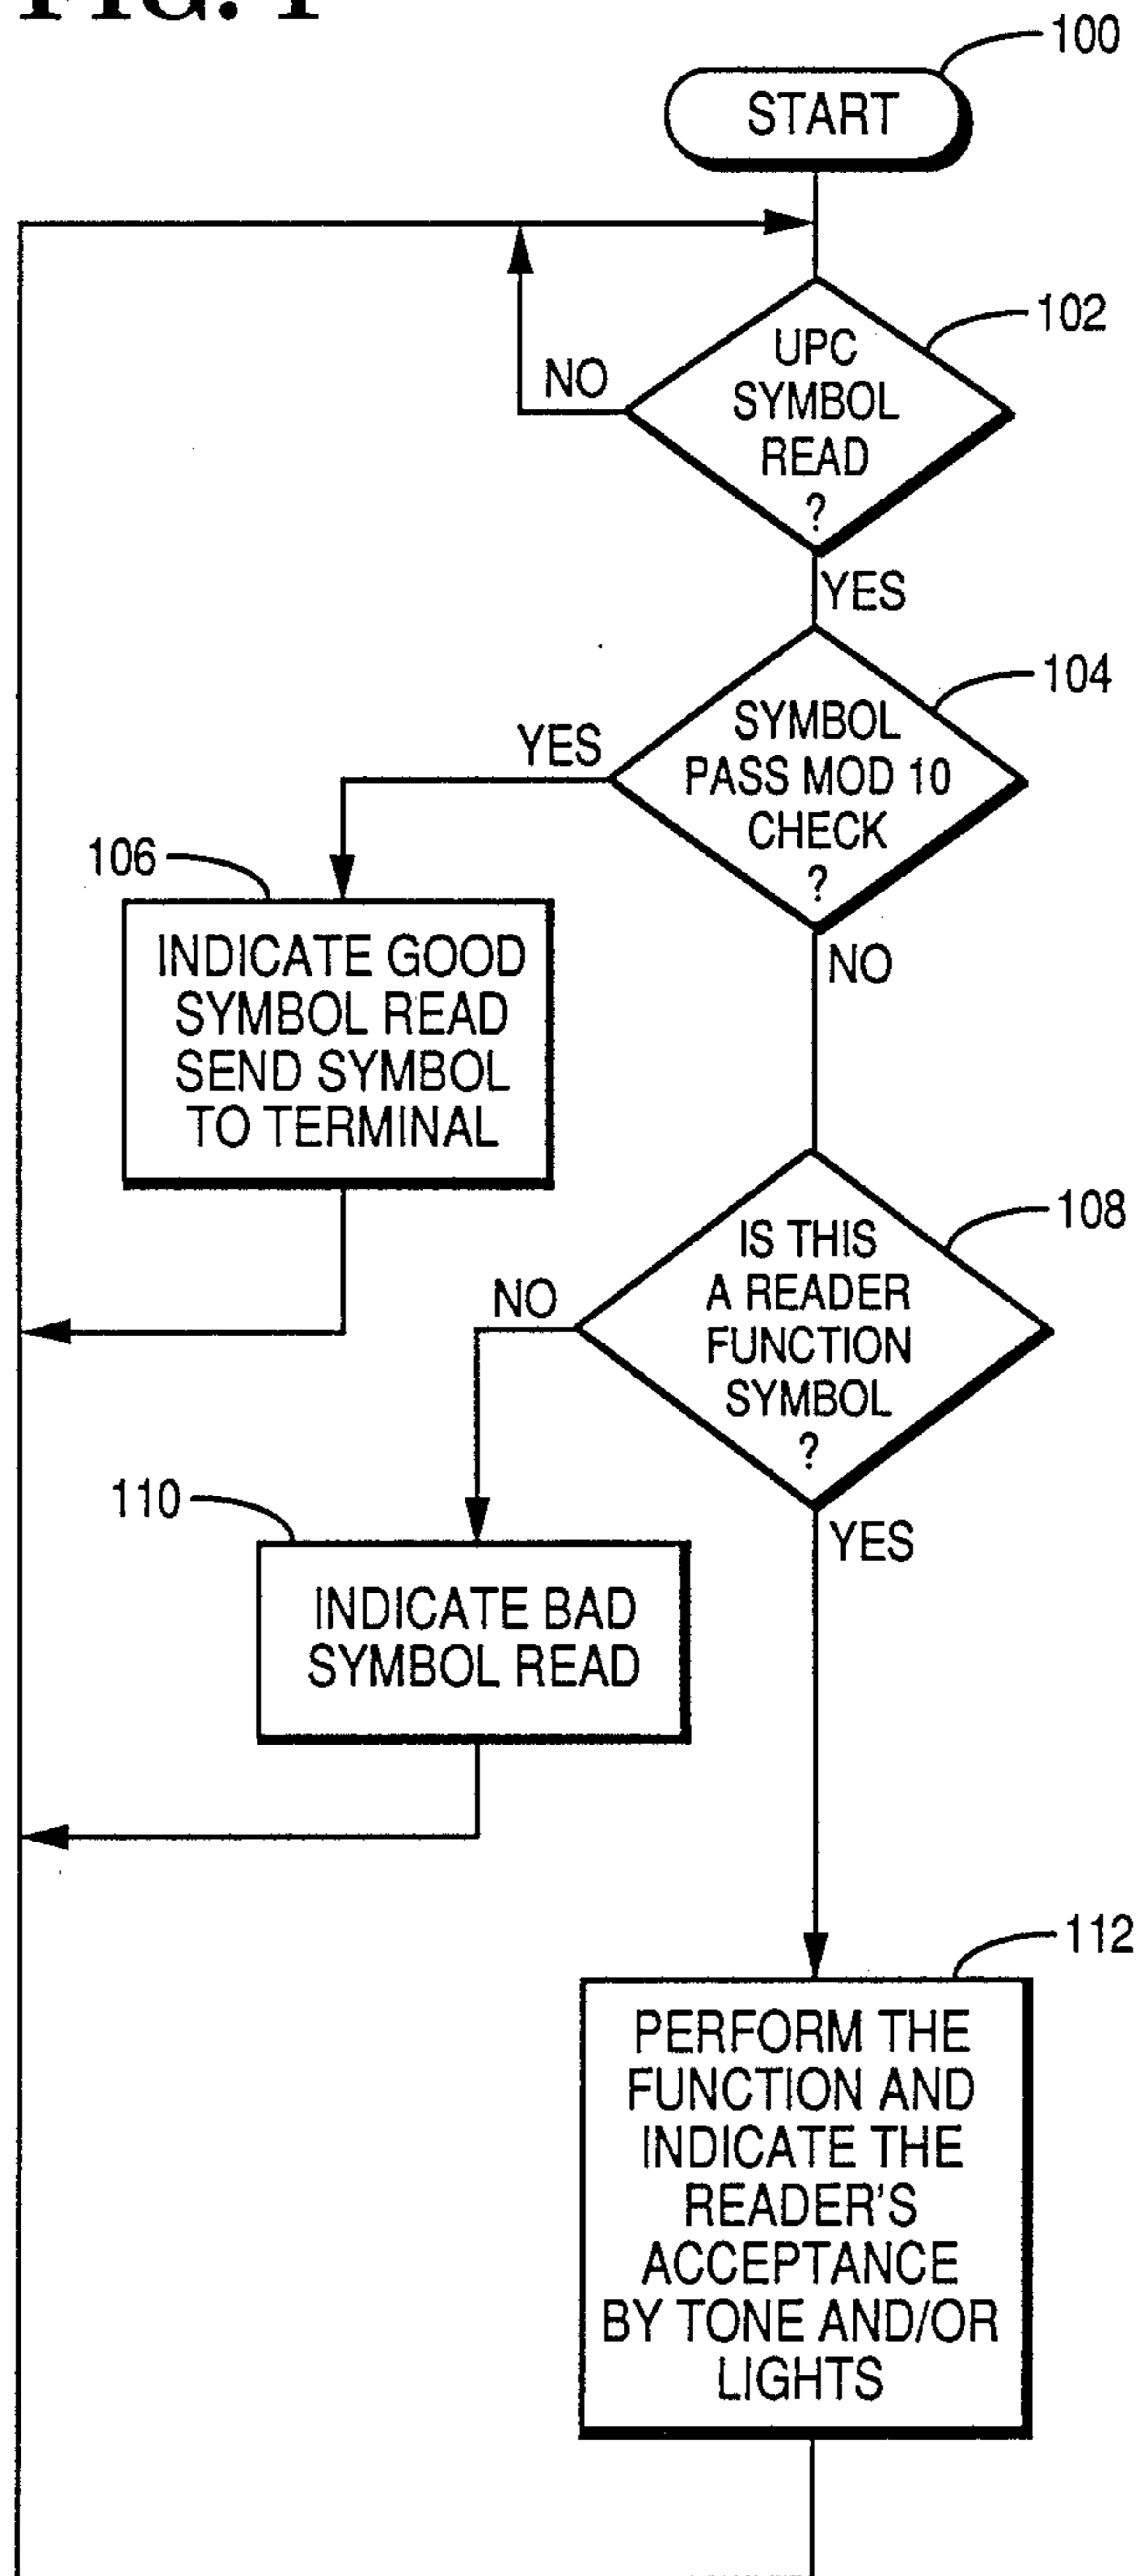 FIG. 1
100
START
102
UPC
SYMBOL
READ
?
NO
YES
104
SYMBOL
PASS MOD 10
CHECK
?
YES
NO
106
INDICATE GOOD
SYMBOL READ
SEND SYMBOL
TO TERMINAL
108
IS THIS
A READER
FUNCTION
SYMBOL
?
NO
YES
110
INDICATE BAD
SYMBOL READ
112
PERFORM THE
FUNCTION AND
INDICATE THE
READER'S
ACCEPTANCE
BY TONE AND/OR
LIGHTS